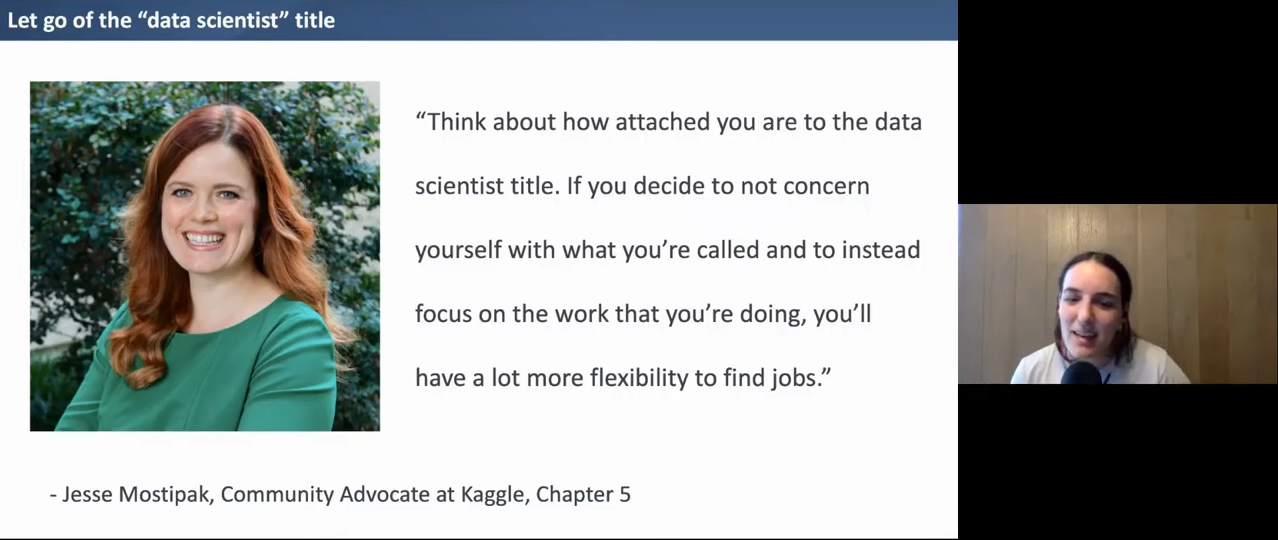 Let go of the “data scientist” title
“Think about how attached you are to the data
scientist title. If you decide to not concern
yourself with what you’re called and to instead
focus on the work that you’re doing, you’ll
have a lot more flexibility to find jobs.”
- Jesse Mostipak, Community Advocate at Kaggle, Chapter 5